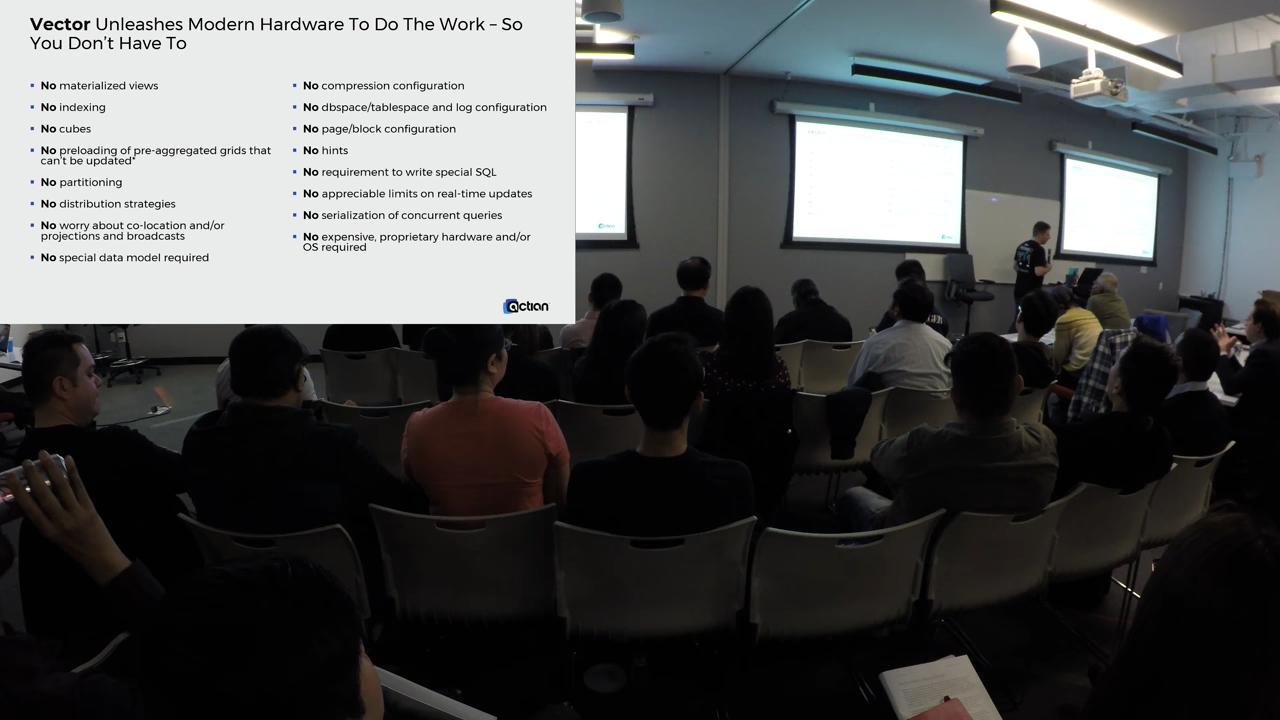 Vector Unleashes Modern Hardware To Do The Work – So
You Don't Have To
▪ No materialized views
▪ No indexing
▪ No cubes
▪ No preloading of pre-aggregated grids that
can't be updated*
▪ No partitioning
▪ No distribution strategies
▪ No worry about co-location and/or
projections and broadcasts
▪ No special data model required
▪ No compression configuration
▪ No dbspace/tablespace and log configuration
▪ No page/block configuration
▪ No hints
▪ No requirement to write special SQL
▪ No appreciable limits on real-time updates
▪ No serialization of concurrent queries
▪ No expensive, proprietary hardware and/or
OS required
actian